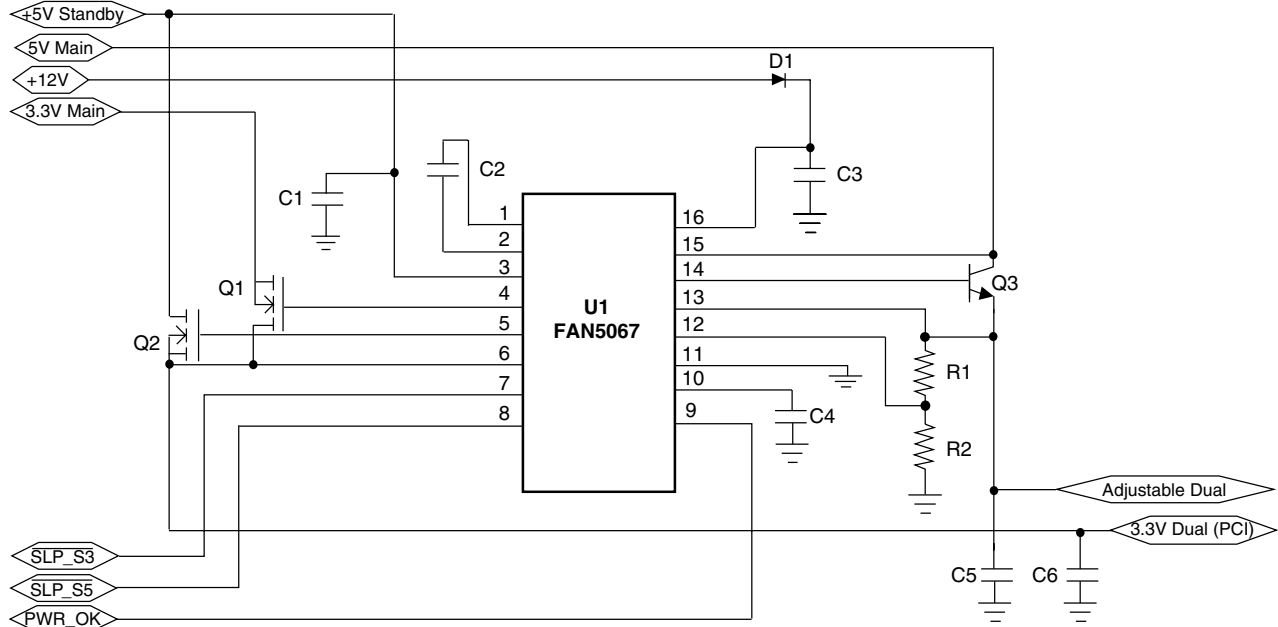 +5V Standby
5V Main
+12V
3.3V Main
D1
C1
C2
C3
1
2
3
4
5
6
7
8
16
15
14
13
12
11
10
9
U1
FAN5067
Q1
Q2
Q3
R1
R2
C4
Adjustable Dual
3.3V Dual (PCI)
C5
C6
SLP_S3
SLP_S5
PWR_OK